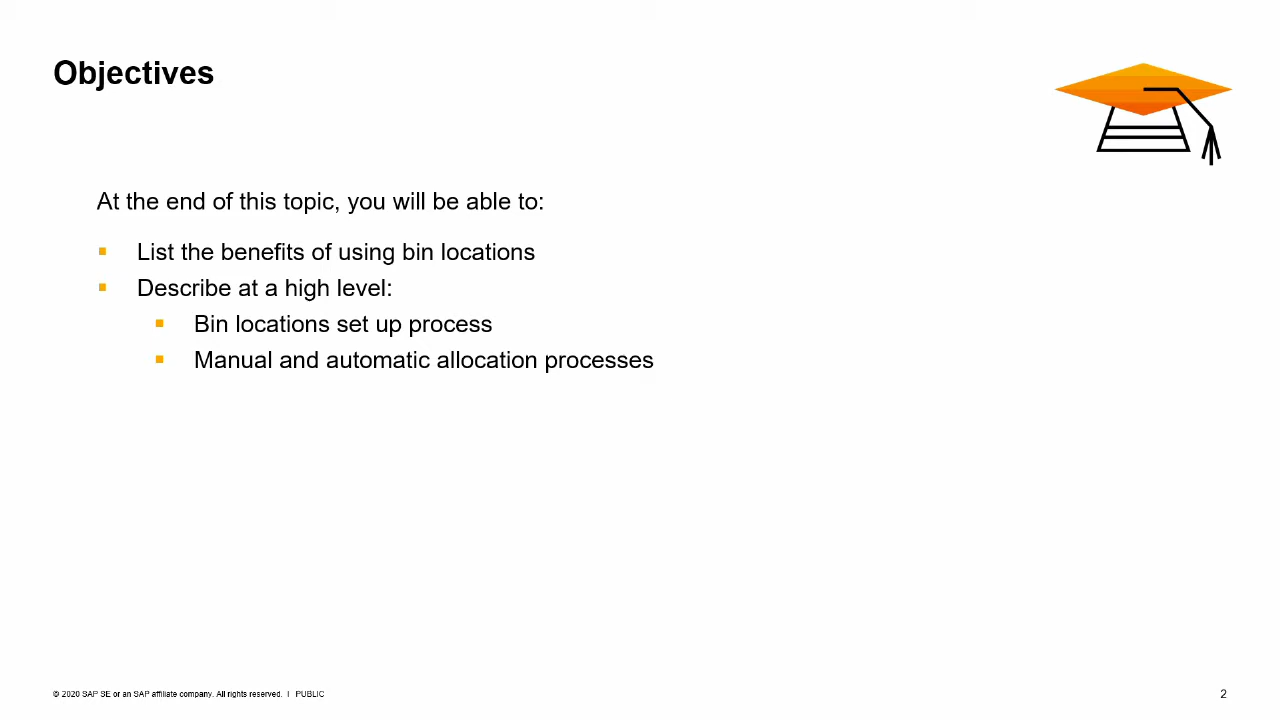 Objectives
At the end of this topic, you will be able to:
▪ List the benefits of using bin locations
▪ Describe at a high level:
▪ Bin locations set up process
▪ Manual and automatic allocation processes
© 2020 SAP SE or an SAP affiliate company. All rights reserved. I PUBLIC
2